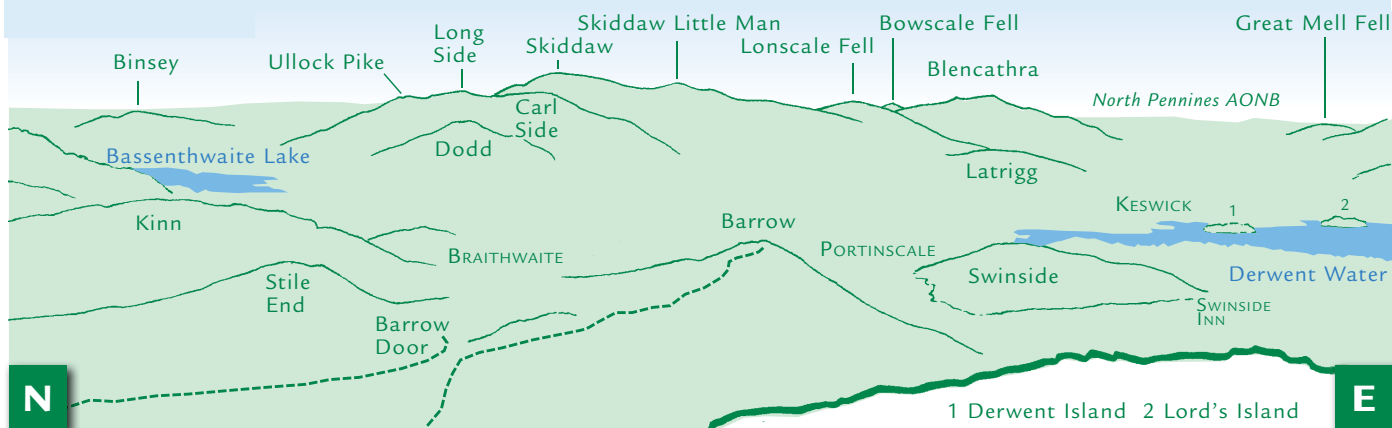 Skiddaw Little Man
Bowscale Fell
Great Mell Fell
Long
Side
Skiddaw
Lonscale Fell
Binsey
Ullock Pike
Blencathra
North Pennines AONB
Carl
Side
Dodd
Bassenthwaite Lake
Latrigg
Keswick
1
2
Kinn
Barrow
Braithwaite
Portinscale
Swinside
Derwent Water
Stile
End
Swinside
Inn
Barrow
Door
N
E
1 Derwent Island 2 Lord's Island